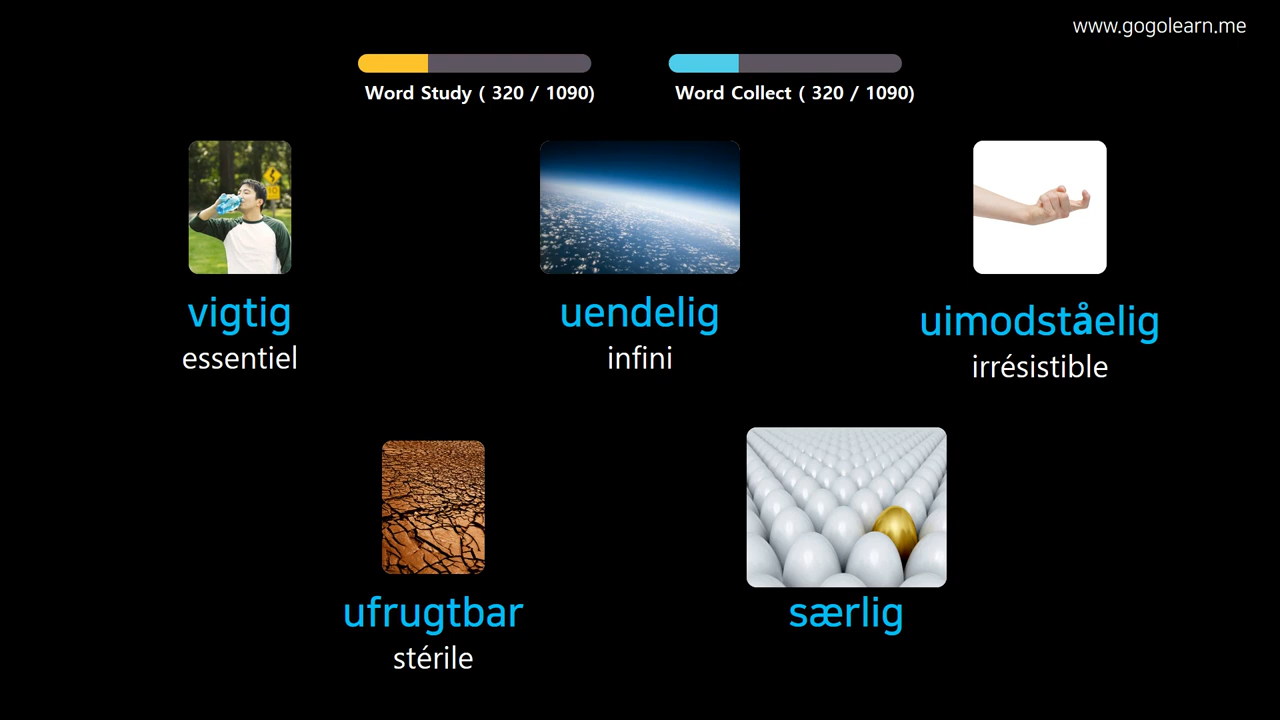 www.gogolearn.me
Word Study ( 320 / 1090)
Word Collect ( 320 / 1090)
vigtig
essentiel
uendelig
infini
uimodståelig
irrésistible
ufrugtbar
stérile
særlig